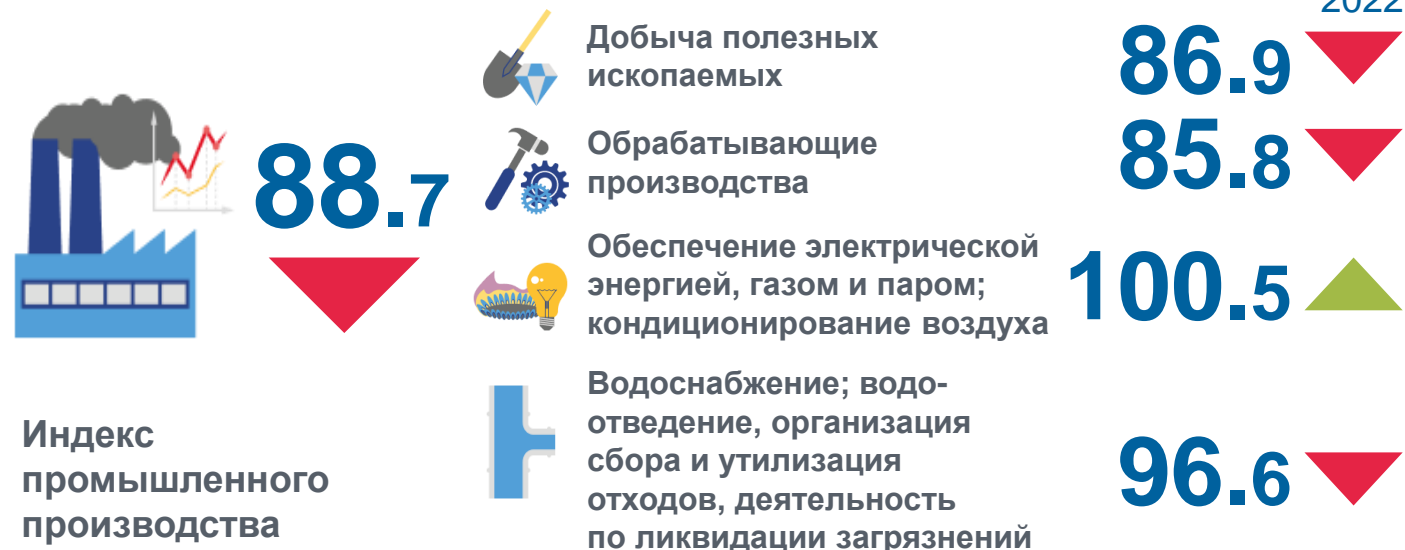 2022
Добыча полезных
ископаемых
86.9
Обрабатывающие
производства
85.8
88.7
Обеспечение электрической
энергией, газом и паром;
кондиционирование воздуха
100.5
Индекс
промышленного
производства
Водоснабжение; водо-
отведение, организация
сбора и утилизация
отходов, деятельность
по ликвидации загрязнений
96.6